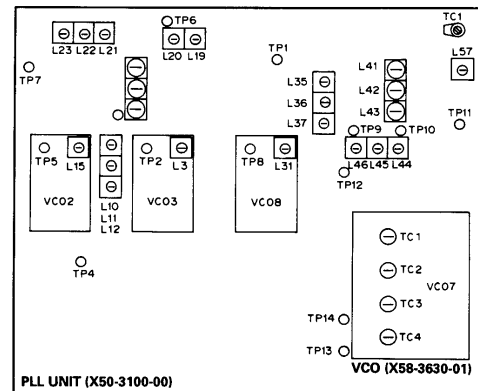 TP6
TC1
L23 L22 L21
L20 L19
TP1
L57
TP7
L41
L35
L42
L36
L43
L37
TP11
TP9
TP10
TP5
L15
TP2
L3
TP8
L31
L46 L45 L44
L10
TP12
VCO2
L11
VCO3
VCO8
L12
TC1
TC2
VCO7
TP4
TC3
TP14
TC4
TP13
PLL UNIT (X50-3100-00)
VCO (X58-3630-01)